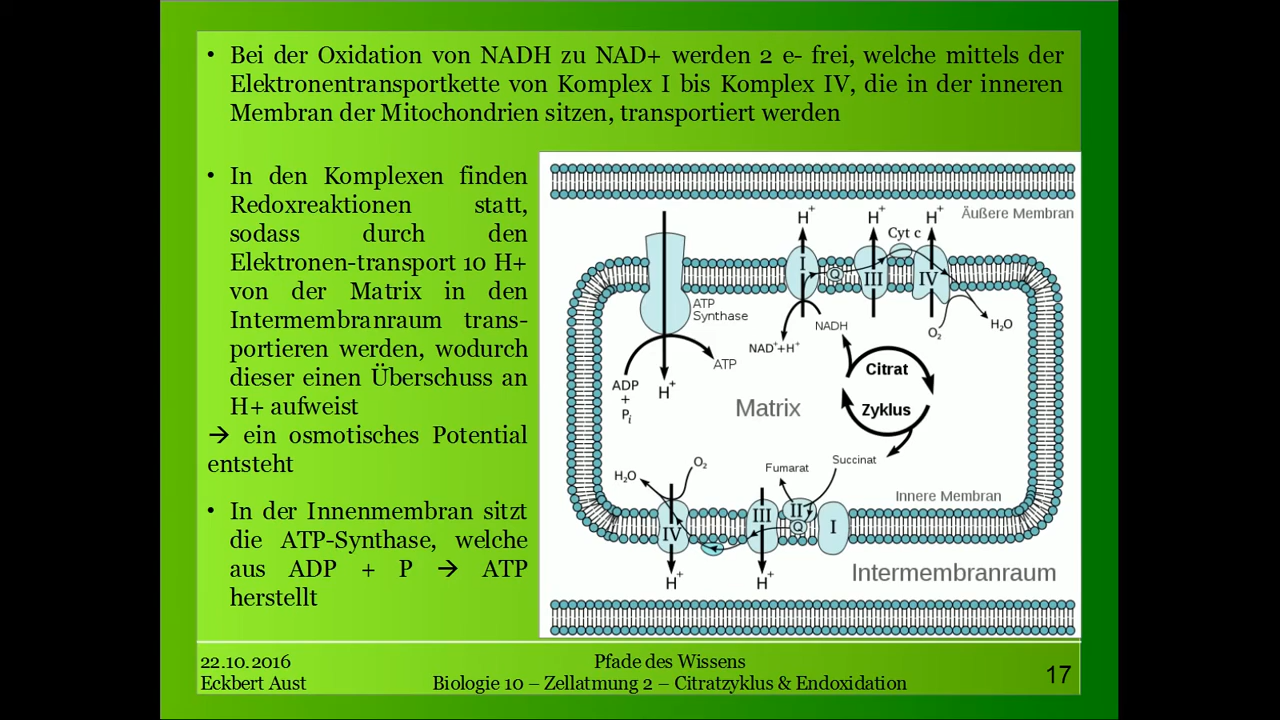 • Bei der Oxidation von NADH zu NAD+ werden 2 e- frei, welche mittels der
Elektronentransportkette von Komplex I bis Komplex IV, die in der inneren
Membran der Mitochondrien sitzen, transportiert werden
• In den Komplexen finden
Redoxreaktionen statt,
sodass durch den
Elektronen-transport 10 H+
von der Matrix in den
Intermembranraum trans-
portieren werden, wodurch
dieser einen Überschuss an
H+ aufweist
→ ein osmotisches Potential
entsteht
• In der Innenmembran sitzt
die ATP-Synthase, welche
aus ADP + P → ATP
herstellt
Äußere Membran
H⁺
H⁺
H⁺
Cyt c
I
Q
III
IV
ATP
Synthase
NADH
O₂
H₂O
NAD⁺+H⁺
ATP
ADP
+
Pᵢ
H⁺
Citrat
Zyklus
Matrix
H₂O
O₂
Fumarat
Succinat
Innere Membran
IV
III
II
Q
I
H⁺
H⁺
Intermembranraum
22.10.2016
Eckbert Aust
Pfade des Wissens
Biologie 10 – Zellatmung 2 – Citratzyklus & Endoxidation
17